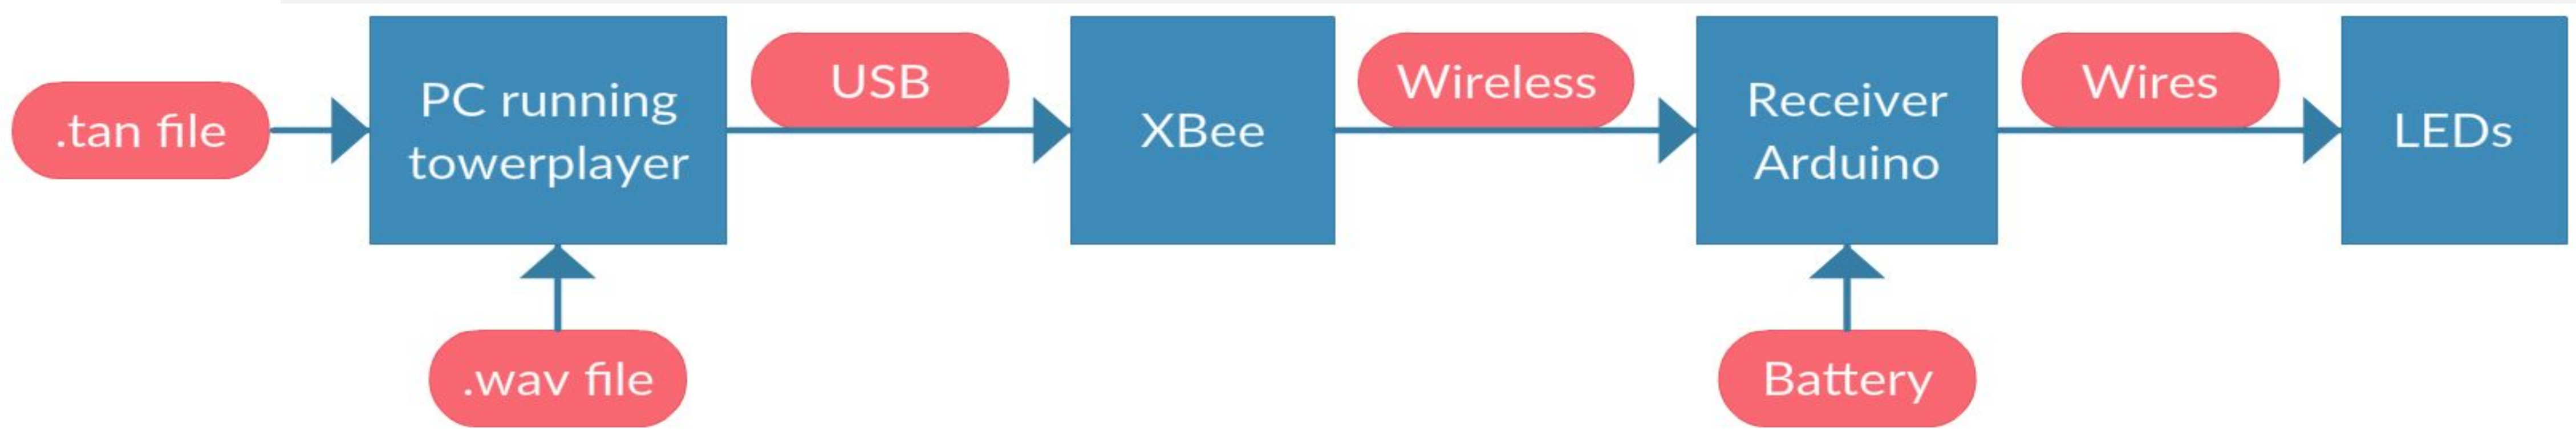 .tan file
PC running
towerplayer
USB
XBee
Wireless
Receiver
Arduino
Wires
LEDs
.wav file
Battery